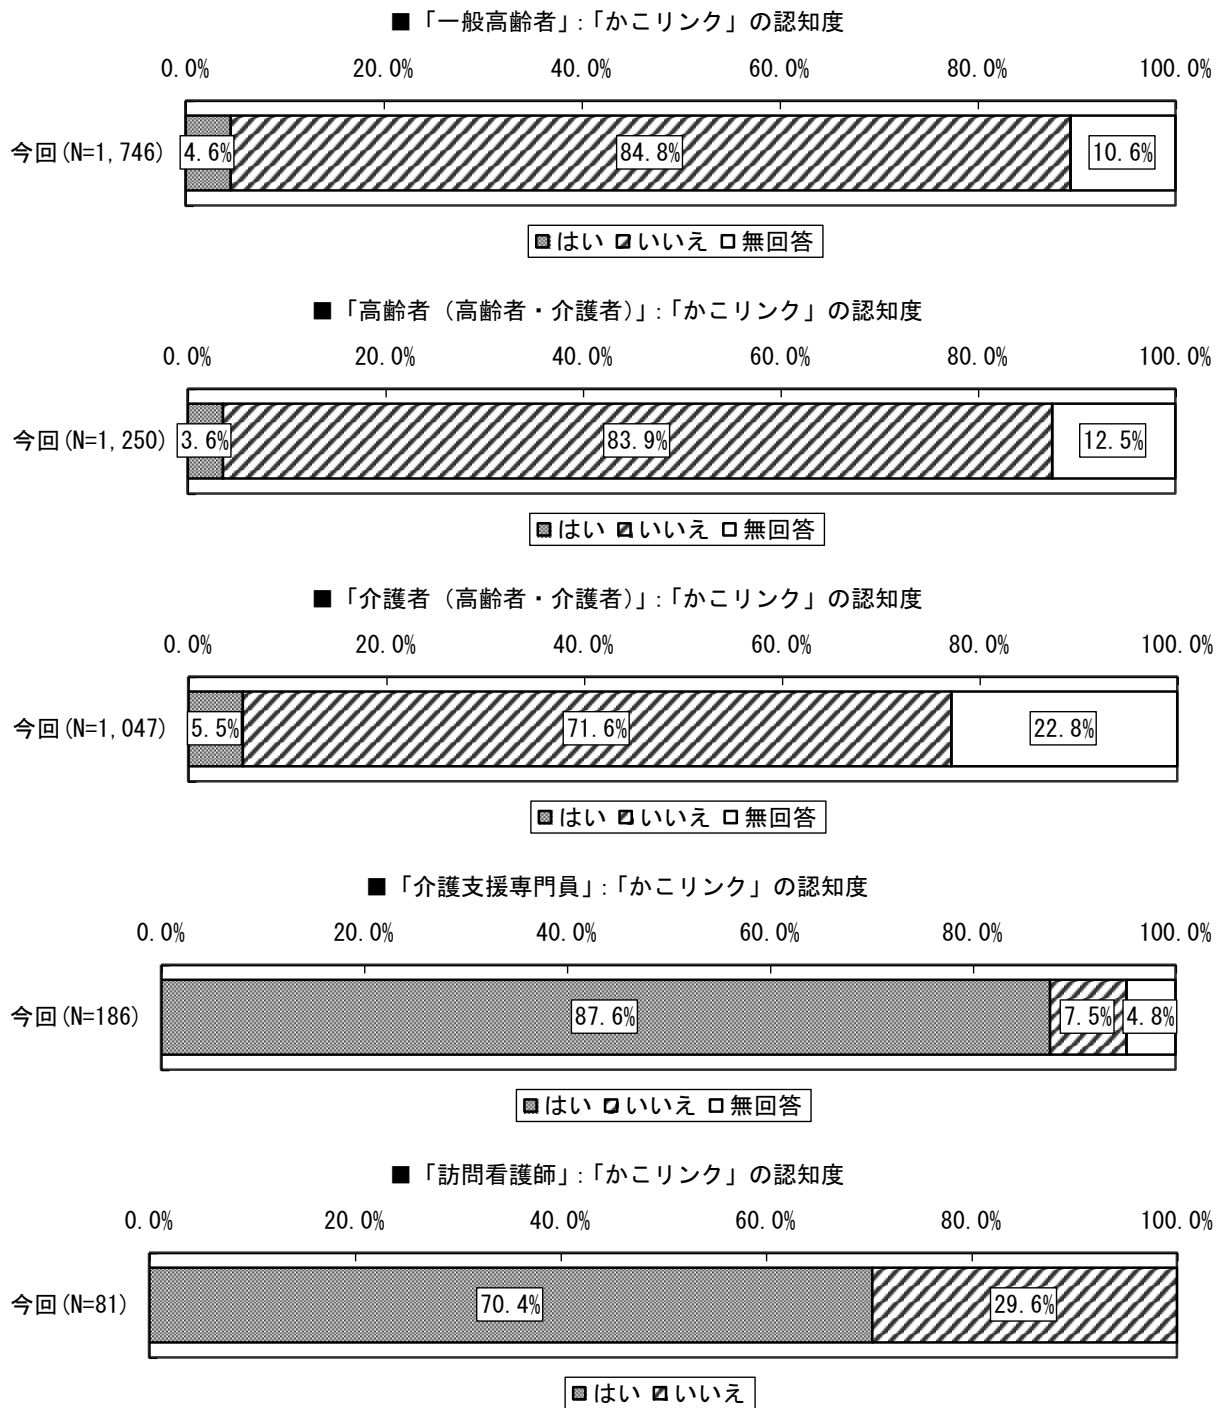 ■「一般高齢者」:「かこリンク」の認知度
0.0% 20.0% 40.0% 60.0% 80.0% 100.0%
今回(N=1,746) 4.6% 84.8% 10.6%
はい いいえ 無回答
■「高齢者（高齢者・介護者）」:「かこリンク」の認知度
0.0% 20.0% 40.0% 60.0% 80.0% 100.0%
今回(N=1,250) 3.6% 83.9% 12.5%
はい いいえ 無回答
■「介護者（高齢者・介護者）」:「かこリンク」の認知度
0.0% 20.0% 40.0% 60.0% 80.0% 100.0%
今回(N=1,047) 5.5% 71.6% 22.8%
はい いいえ 無回答
■「介護支援専門員」:「かこリンク」の認知度
0.0% 20.0% 40.0% 60.0% 80.0% 100.0%
今回(N=186) 87.6% 7.5% 4.8%
はい いいえ 無回答
■「訪問看護師」:「かこリンク」の認知度
0.0% 20.0% 40.0% 60.0% 80.0% 100.0%
今回(N=81) 70.4% 29.6%
はい いいえ